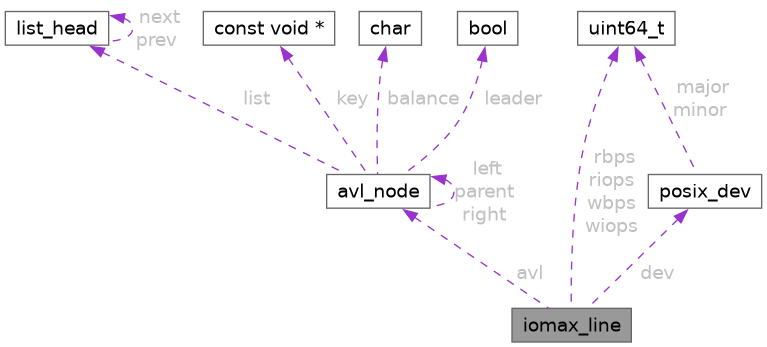 list_head
next
prev
const void *
char
bool
uint64_t
list
key
balance
leader
major
minor
avl_node
left
parent
right
rbps
riops
wbps
wiops
posix_dev
avl
dev
iomax_line